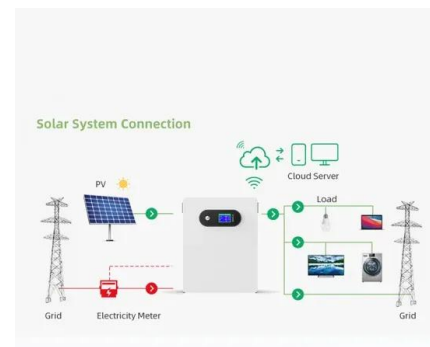 Solar System Connection
Cloud Server
PV
Load
Grid
Electricity Meter
Grid